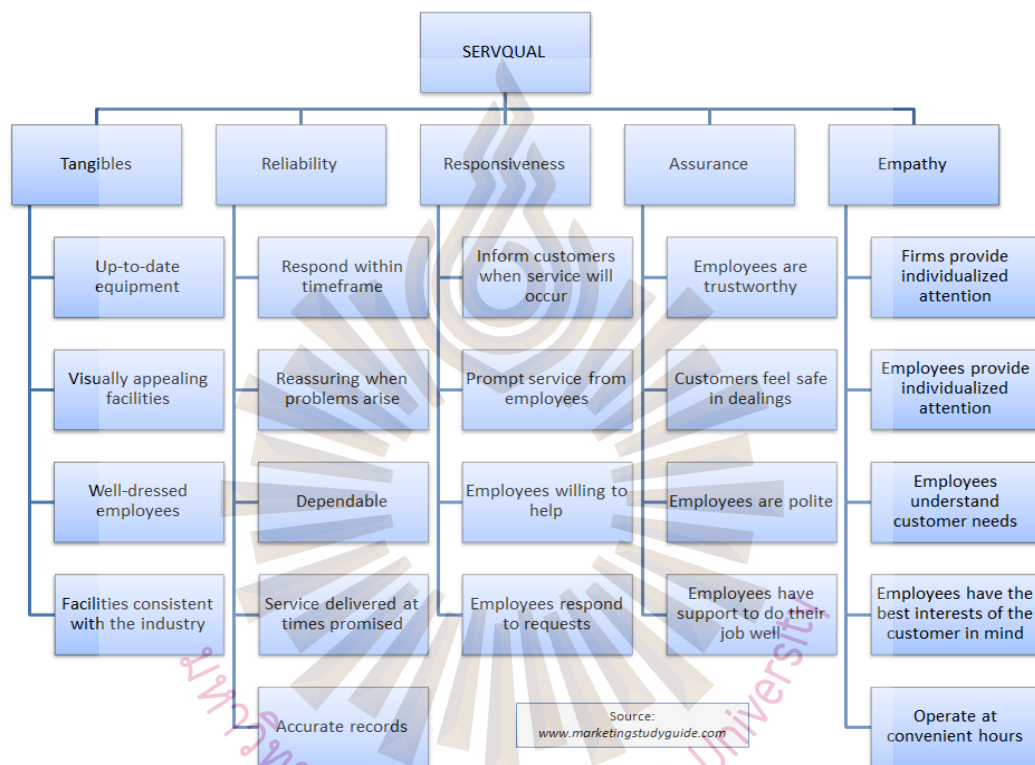 SERVQUAL
Tangibles
Reliability
Responsiveness
Assurance
Empathy
Up-to-date
equipment
Respond within
timeframe
Inform customers
when service will
occur
Employees are
trustworthy
Firms provide
individualized
attention
Visually appealing
facilities
Reassuring when
problems arise
Prompt service from
employees
Customers feel safe
in dealings
Employees provide
individualized
attention
Well-dressed
employees
Dependable
Employees willing to
help
Employees are polite
Employees
understand
customer needs
Facilities consistent
with the industry
Service delivered at
times promised
Employees respond
to requests
Employees have
support to do their
job well
Employees have the
best interests of the
customer in mind
Accurate records
Source:
www.marketingstudyguide.com
Operate at
convenient hours
University